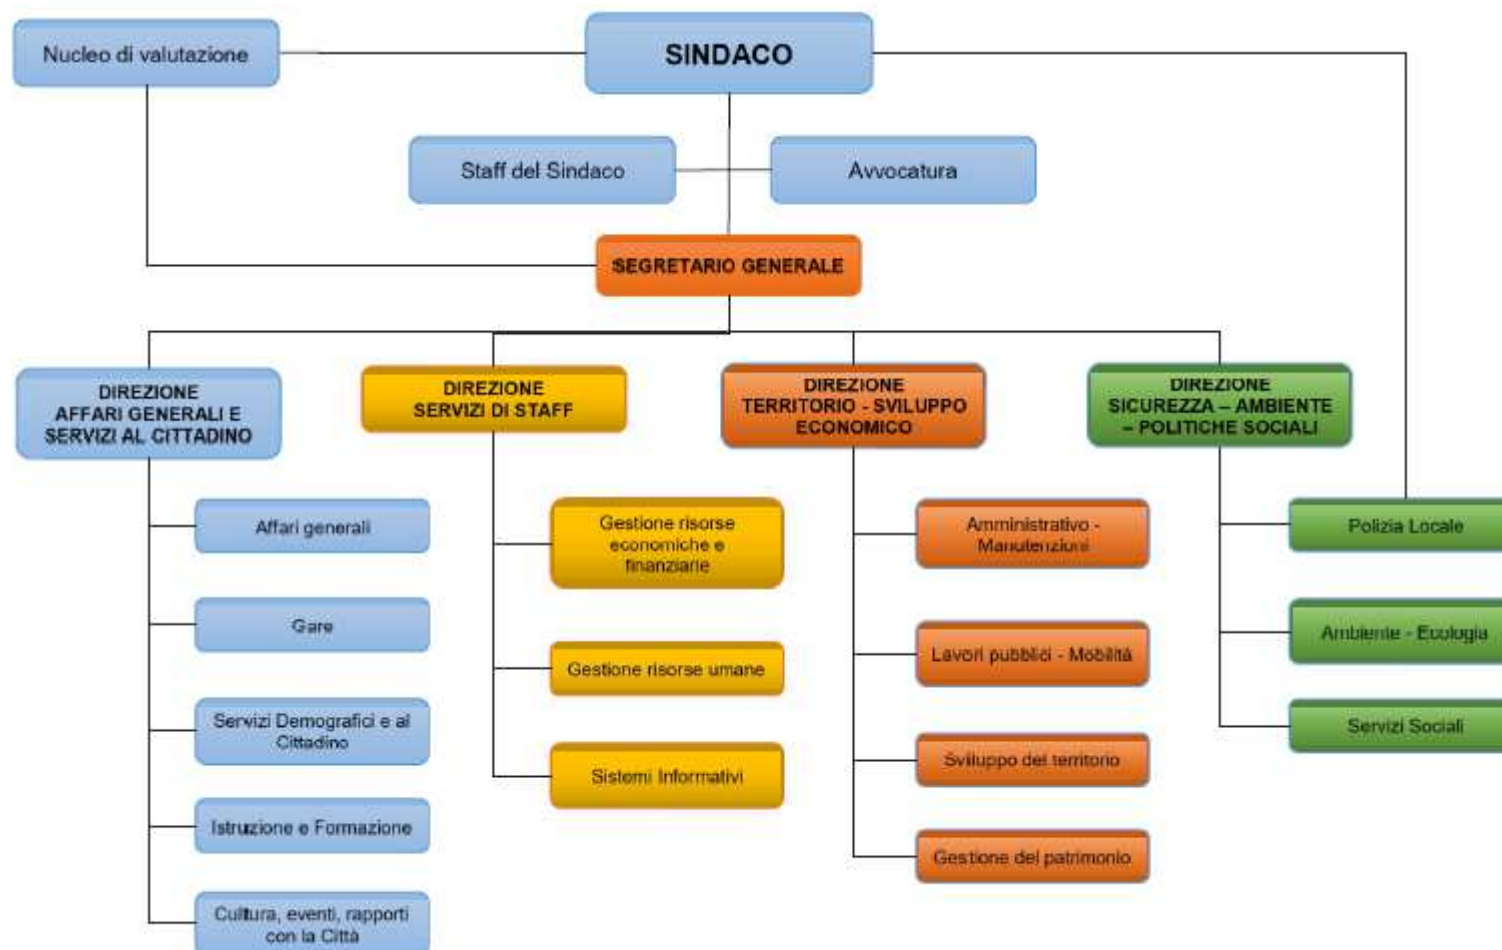 Nucleo di valutazione
SINDACO
Staff del Sindaco
Avvocatura
SEGRETARIO GENERALE
DIREZIONE
AFFARI GENERALI E
SERVIZI AL CITTADINO
Affari generali
Gare
Servizi Demografici e al
Cittadino
Istruzione e Formazione
Cultura, eventi, rapporti
con la Città
DIREZIONE
SERVIZI DI STAFF
Gestione risorse
economiche e
finanziarie
Gestione risorse umane
Sistemi Informativi
DIREZIONE
TERRITORIO - SVILUPPO
ECONOMICO
Amministrativo -
Manutenzioni
Lavori pubblici - Mobilità
Sviluppo del territorio
Gestione del patrimonio
DIREZIONE
SICUREZZA – AMBIENTE
– POLITICHE SOCIALI
Polizia Locale
Ambiente - Ecologia
Servizi Sociali